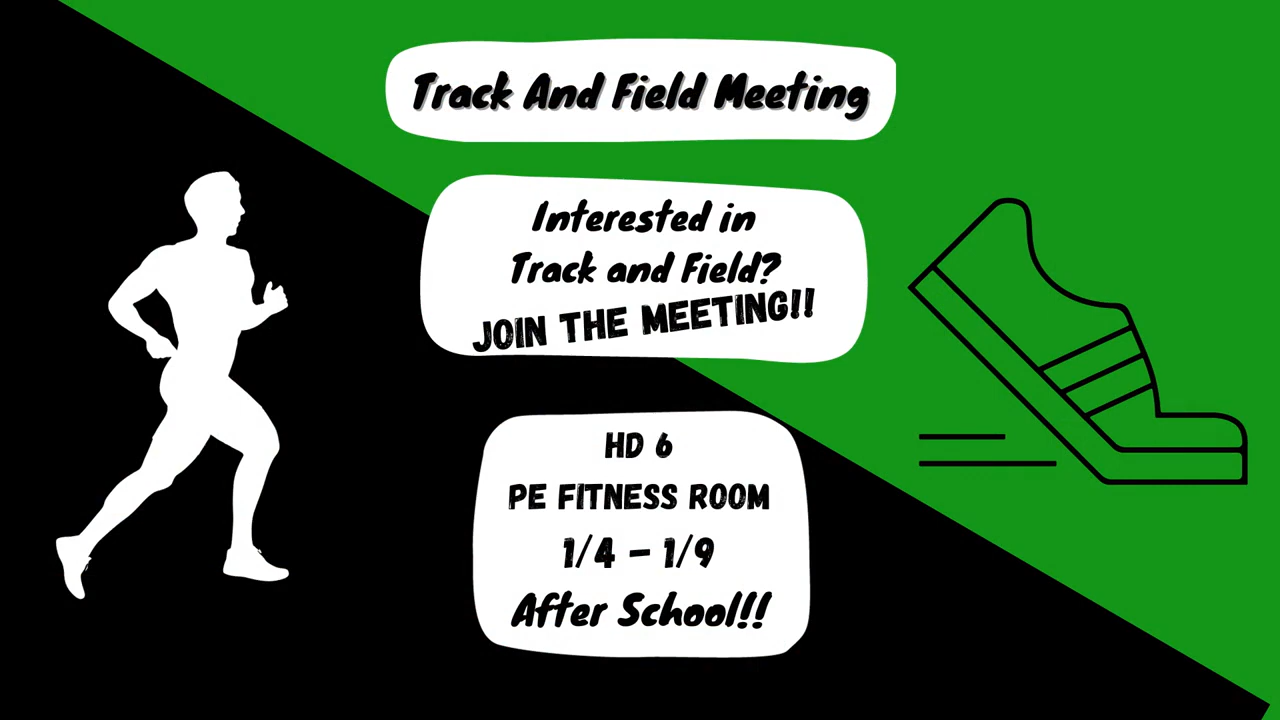 Track And Field Meeting
Interested in
Track and Field?
JOIN THE MEETING!!
HD 6
PE FITNESS ROOM
1/4 - 1/9
After School!!